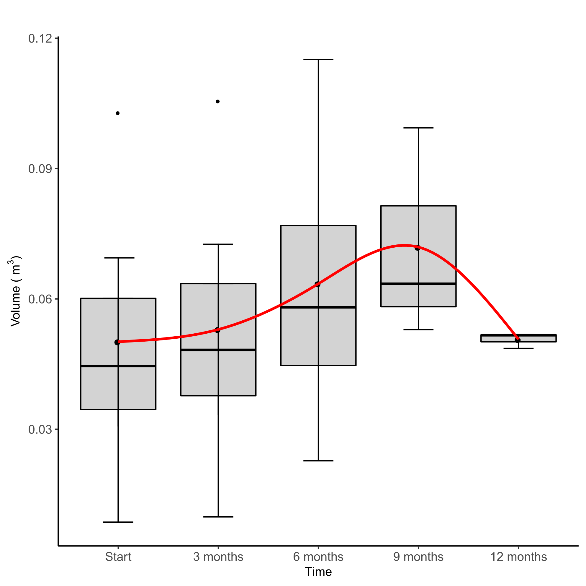 0.12
0.09
0.06
0.03
Volume ( m³)
Start 3 months 6 months 9 months 12 months
Time